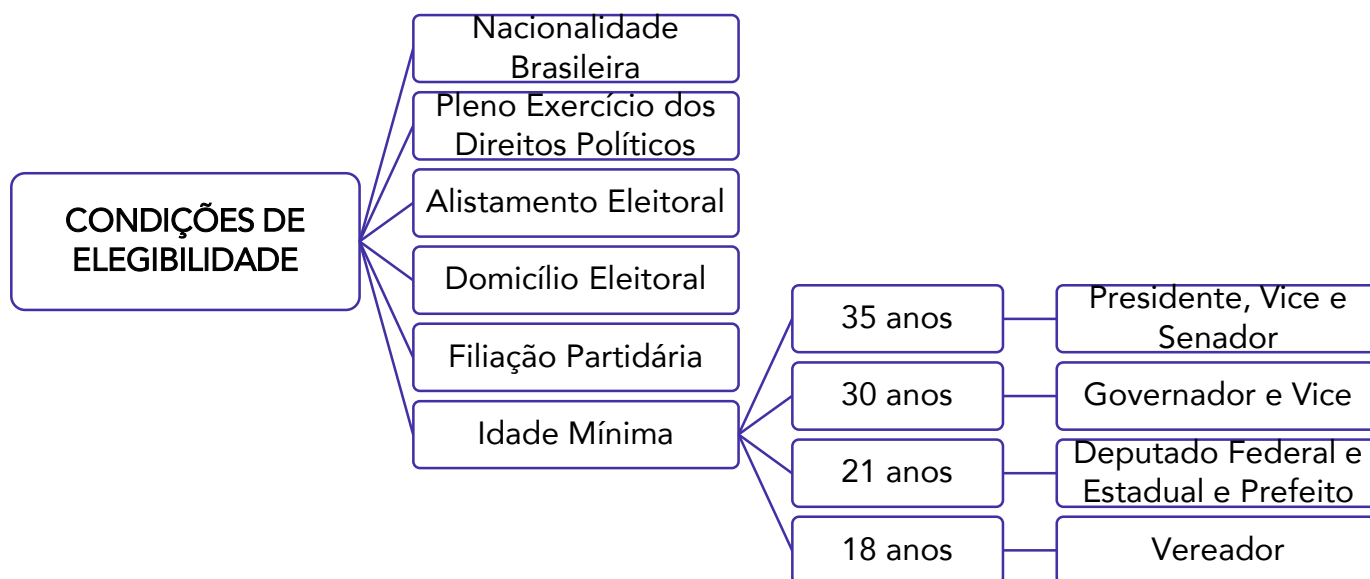 CONDIÇÕES DE
ELEGIBILIDADE
Nacionalidade
Brasileira
Pleno Exercício dos
Direitos Políticos
Alistamento Eleitoral
Domicílio Eleitoral
Filiação Partidária
Idade Mínima
35 anos
Presidente, Vice e
Senador
30 anos
Governador e Vice
21 anos
Deputado Federal e
Estadual e Prefeito
18 anos
Vereador